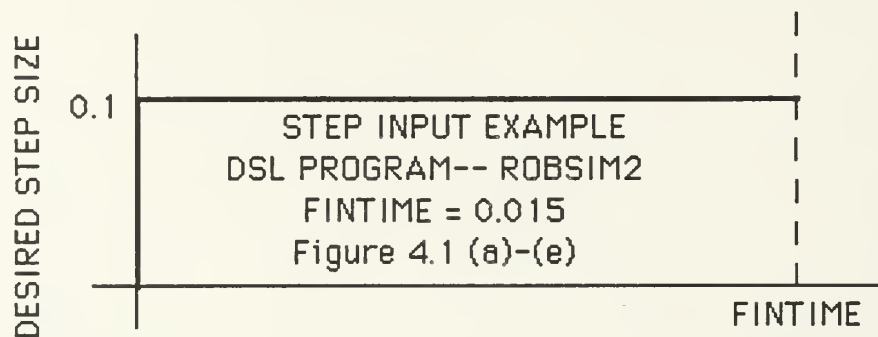 DESIRED STEP SIZE
0.1
STEP INPUT EXAMPLE
DSL PROGRAM-- ROBSIM2
FINTIME = 0.015
Figure 4.1 (a)-(e)
FINTIME